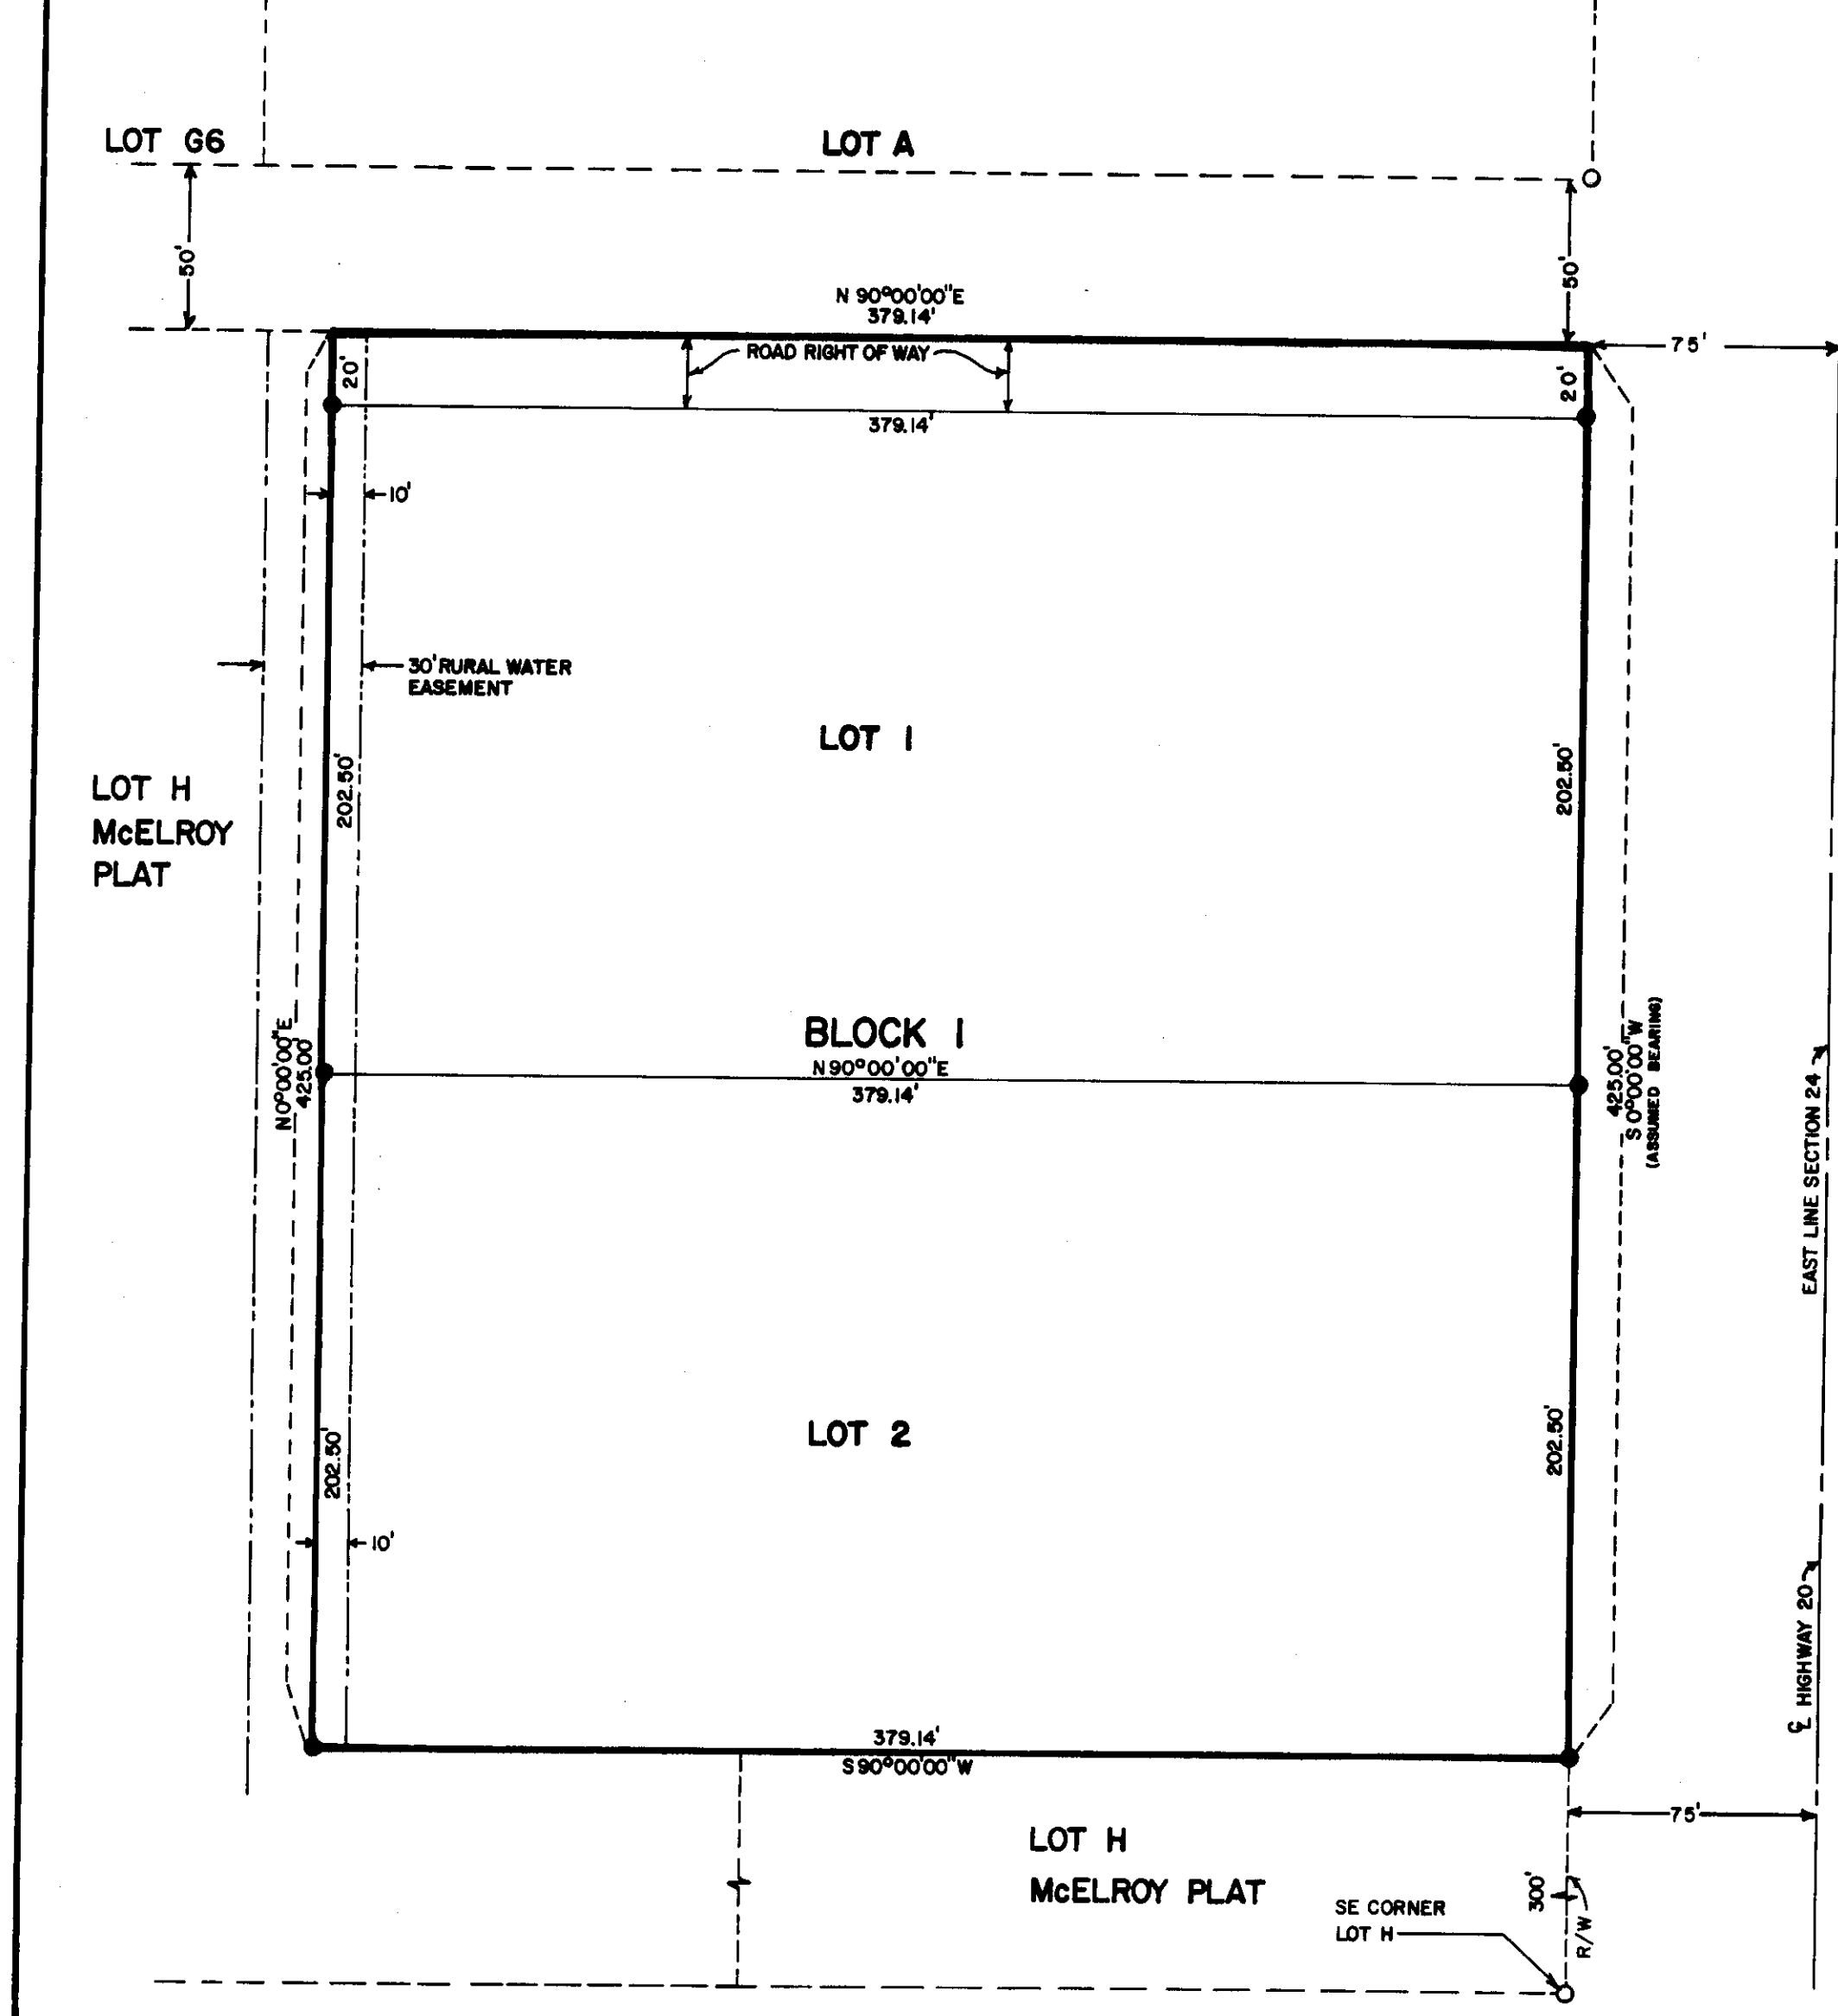 LOT G6
LOT A
50'
50'
N 90°00'00"E
379.14'
75'
ROAD RIGHT OF WAY
20'
20'
379.14'
10'
30' RURAL WATER
EASEMENT
LOT 1
202.50'
202.50'
LOT H
McELROY
PLAT
BLOCK 1
N 90°00'00"E
379.14'
N 0°00'00"E
425.00'
425.00'
S 0°00'00"W
(ASSUMED BEARING)
EAST LINE SECTION 24
LOT 2
202.50'
202.50'
10'
℄ HIGHWAY 20
379.14'
S 90°00'00"W
75'
LOT H
McELROY PLAT
300'
R/W
SE CORNER
LOT H